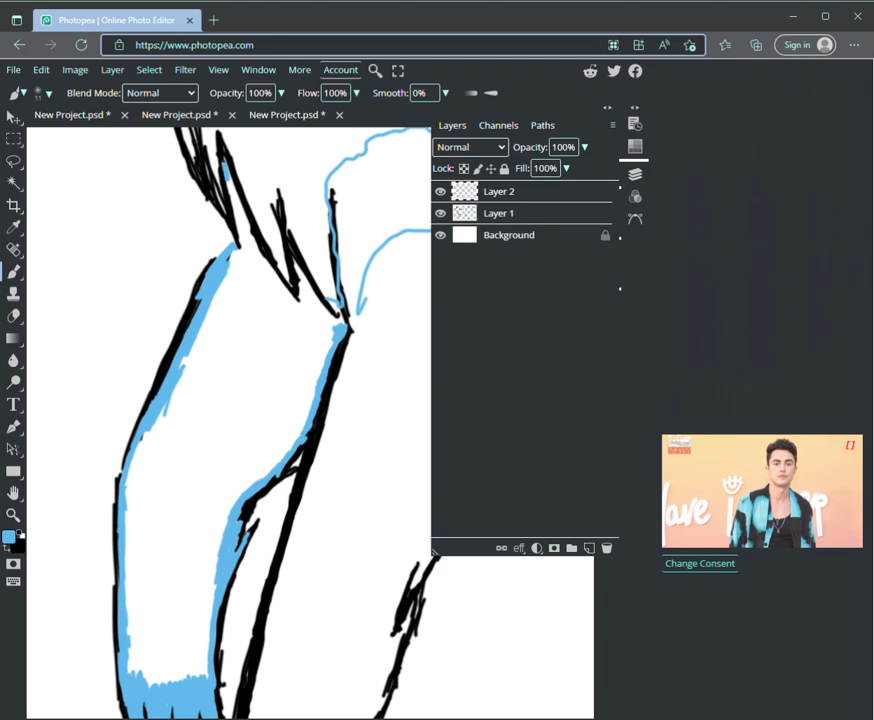 Photopea | Online Photo Editor
https://www.photopea.com
Sign in
File Edit Image Layer Select Filter View Window More Account
Blend Mode: Normal Opacity: 100% Flow: 100% Smooth: 0%
11
New Project.psd * New Project.psd * New Project.psd *
Layers Channels Paths
Normal Opacity: 100%
Lock: Fill: 100%
Layer 2
Layer 1
Background
eff
Change Consent